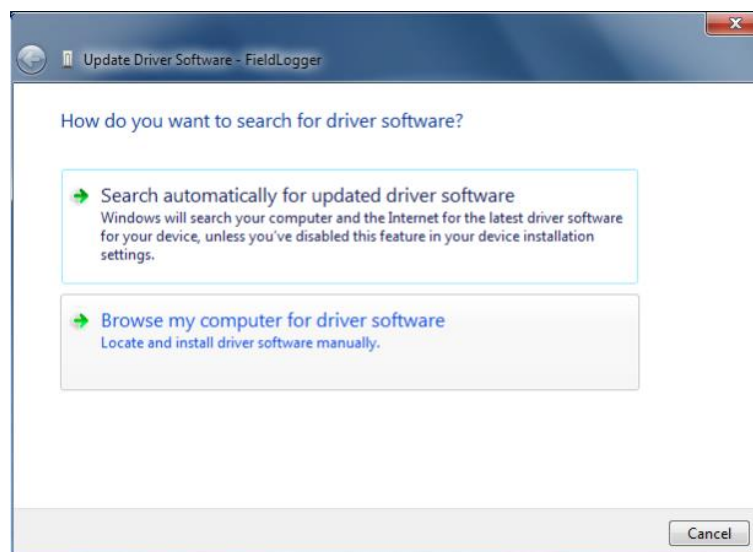 Update Driver Software - FieldLogger
How do you want to search for driver software?
Search automatically for updated driver software
Windows will search your computer and the Internet for the latest driver software
for your device, unless you've disabled this feature in your device installation
settings.
Browse my computer for driver software
Locate and install driver software manually.
Cancel